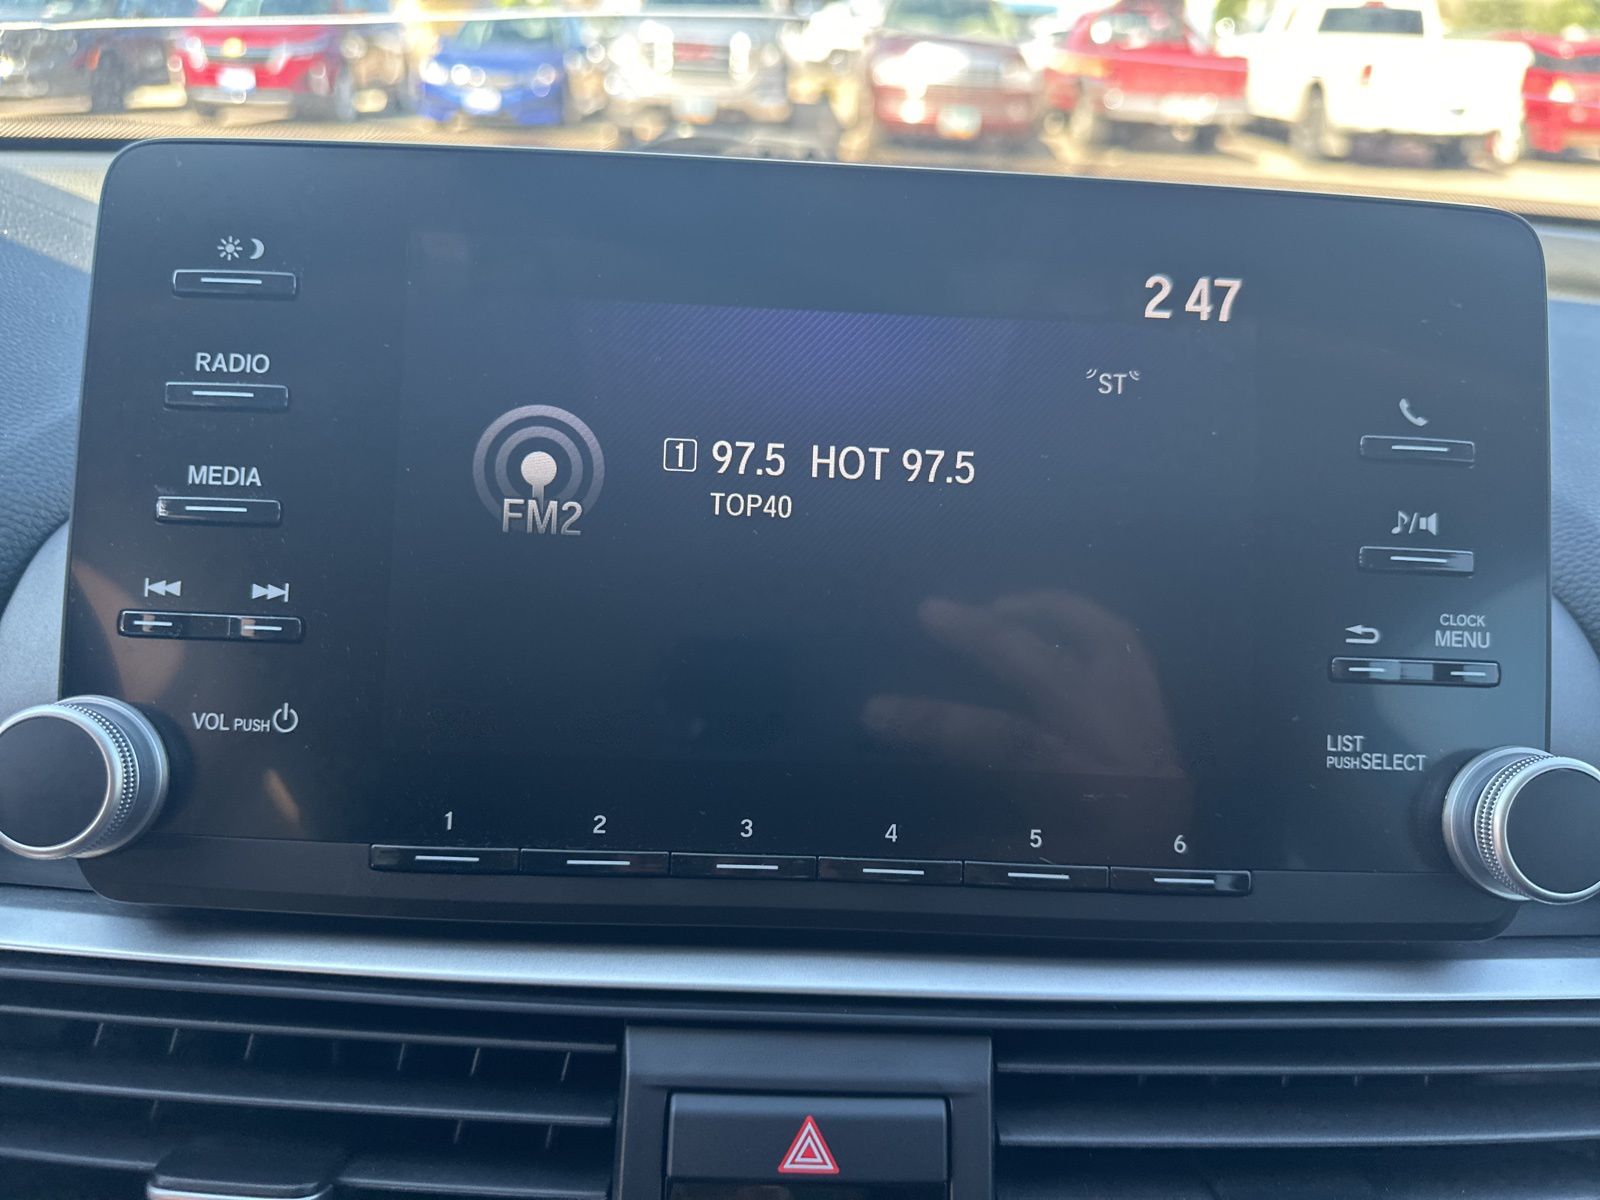 2 47
RADIO
ST
CLOCK
MENU
MEDIA
FM2
1 97.5 HOT 97.5
TOP40
VOL PUSH
LIST
PUSH SELECT
1 2 3 4 5 6